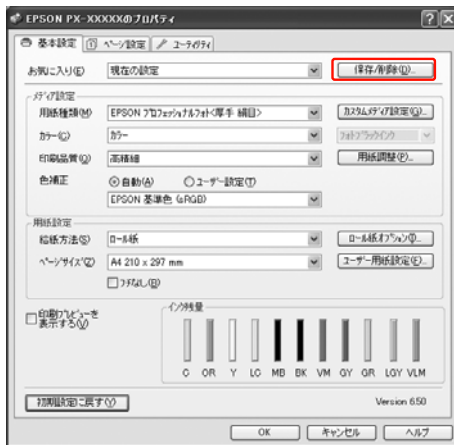 EPSON PX-XXXXXのプロパティ
基本設定 ページ設定 ユーティリティ
お気に入り(E) 現在の設定 保存/削除(D)...
メディア設定
用紙種類(M) EPSON プロフェッショナルフォト<厚手 絹目> カスタムメディア設定(G)...
カラー(C) カラー フォトブラックインク
印刷品質(Q) 高精細 用紙調整(P)...
色補正 自動(A) ユーザー設定(T)
EPSON 基準色 (sRGB)
用紙設定
給紙方法(S) ロール紙 ロール紙オプション(I)...
ページサイズ(Z) A4 210 x 297 mm ユーザー用紙設定(E)...
フチなし(B)
印刷プレビューを
表示する(V)
インク残量
C OR Y LC MB BK VM GY GR LGY VLM
初期設定に戻す(Y) Version 6.50
OK キャンセル ヘルプ